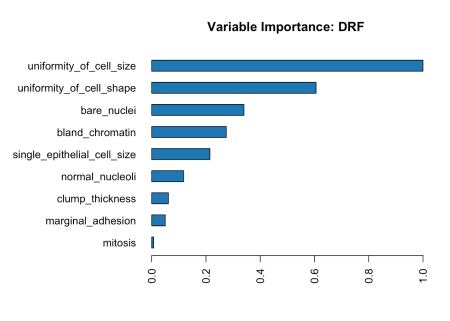 Variable Importance: DRF
uniformity_of_cell_size
uniformity_of_cell_shape
bare_nuclei
bland_chromatin
single_epithelial_cell_size
normal_nucleoli
clump_thickness
marginal_adhesion
mitosis
0.0 0.2 0.4 0.6 0.8 1.0